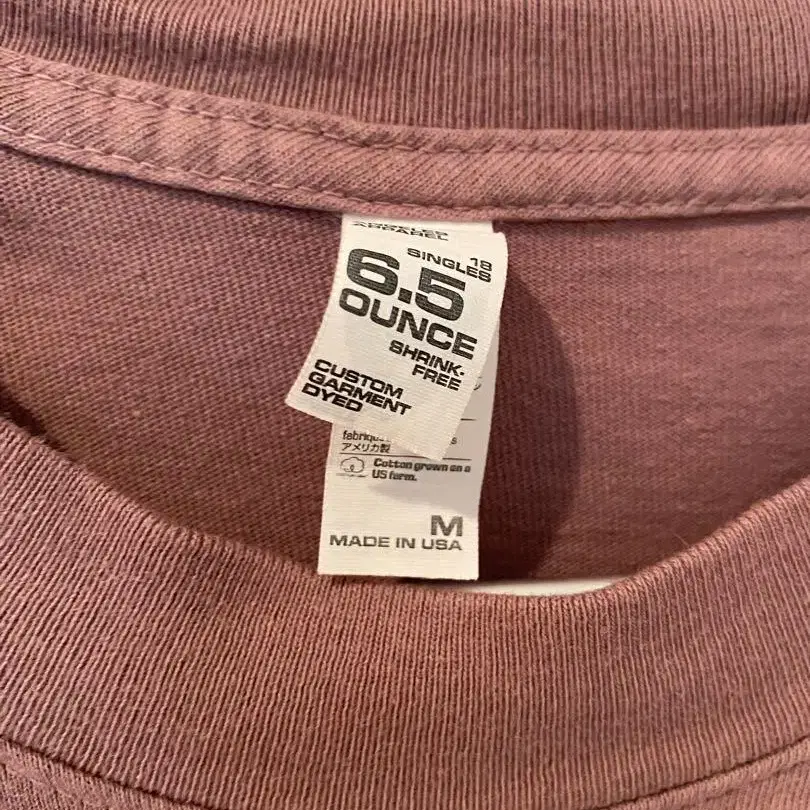 APPAREL
18
SINGLES
6.5
OUNCE
SHRINK-
FREE
CUSTOM
GARMENT
DYED
アメリカ製
Cotton grown on a
US farm.
M
MADE IN USA